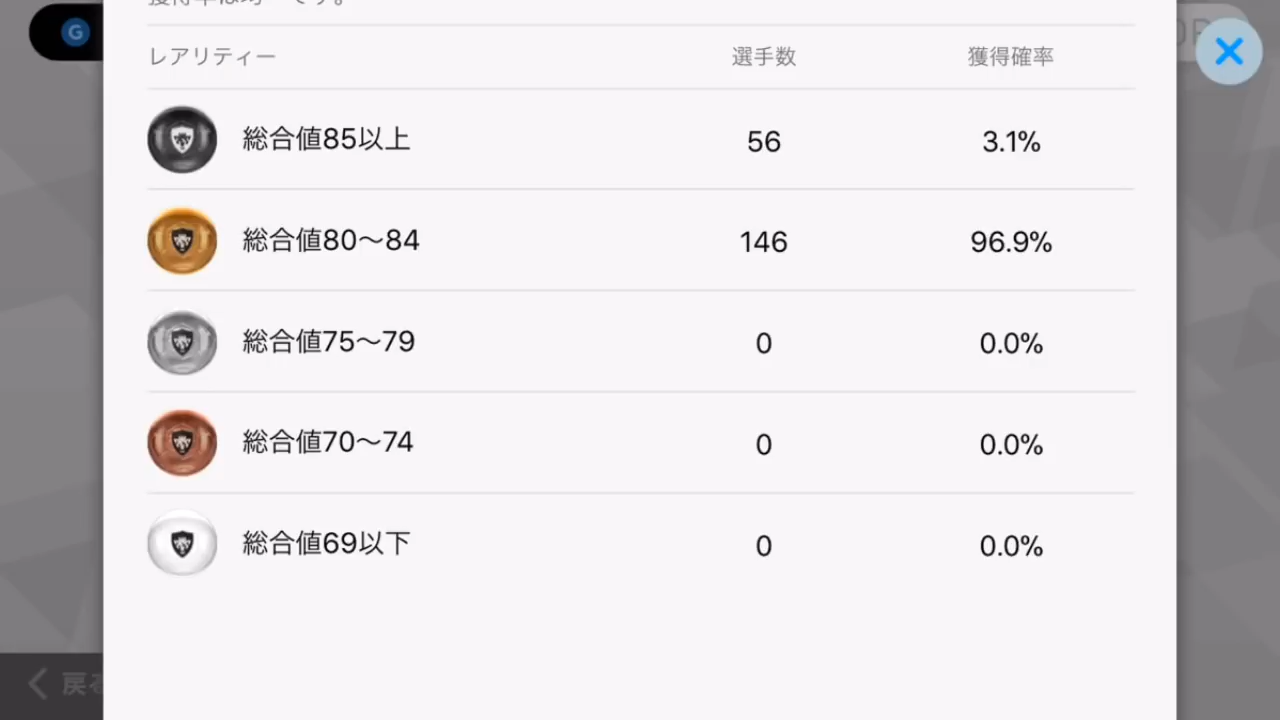 レアリティー 選手数 獲得確率
総合値85以上 56 3.1%
総合値80〜84 146 96.9%
総合値75〜79 0 0.0%
総合値70〜74 0 0.0%
総合値69以下 0 0.0%
G
戻る